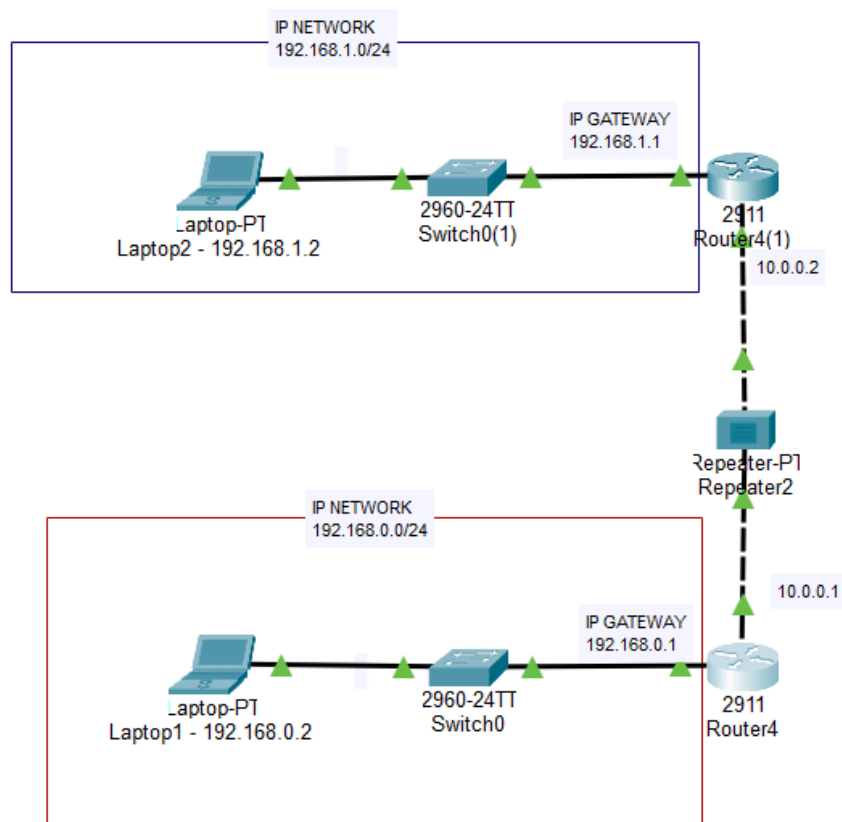 IP NETWORK
192.168.1.0/24
IP GATEWAY
192.168.1.1
Laptop-PT
Laptop2 - 192.168.1.2
2960-24TT
Switch0(1)
2911
Router4(1)
10.0.0.2
Repeater-PT
Repeater2
IP NETWORK
192.168.0.0/24
10.0.0.1
IP GATEWAY
192.168.0.1
Laptop-PT
Laptop1 - 192.168.0.2
2960-24TT
Switch0
2911
Router4